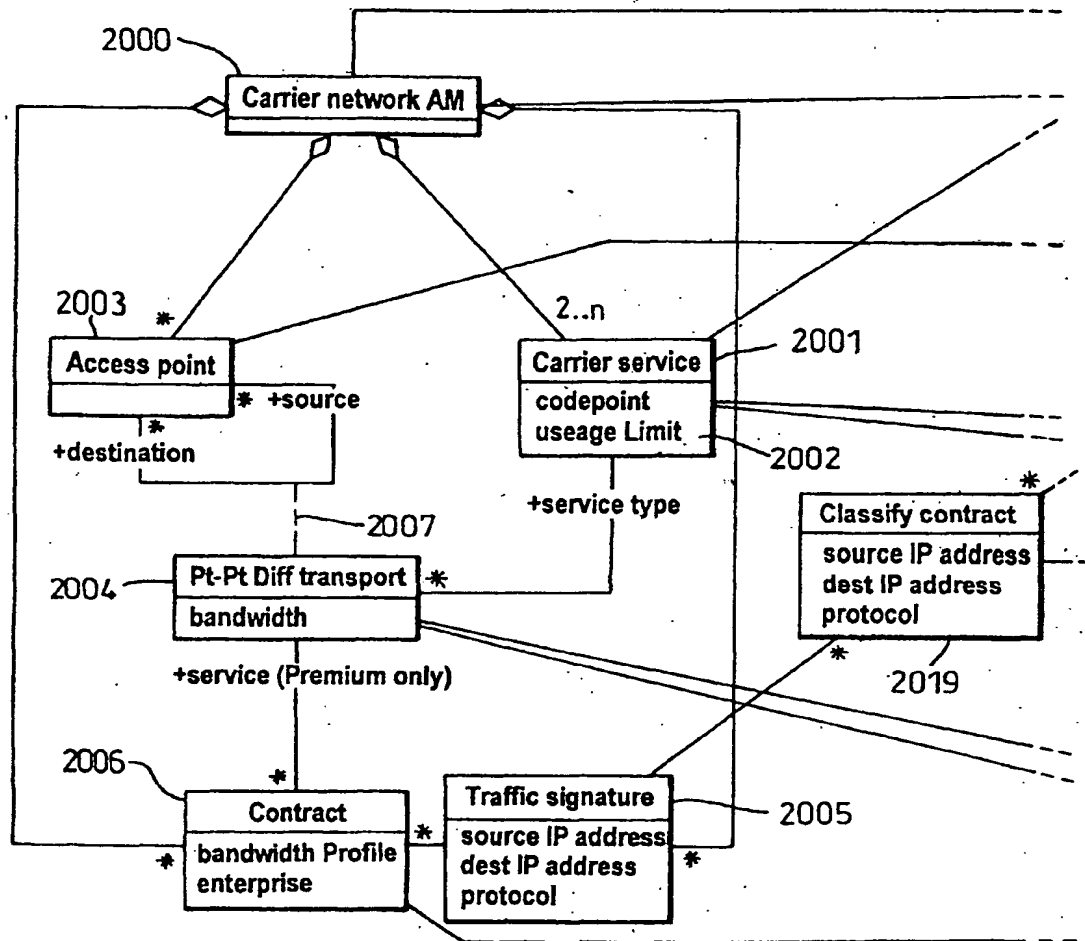 2000
Carrier network AM
2003
*
2..n
Access point
Carrier service
2001
* +source
codepoint
useage Limit
2002
*
+destination
+service type
*
Classify contract
2007
source IP address
dest IP address
protocol
2004
Pt-Pt Diff transport
*
bandwidth
*
+service (Premium only)
2019
2006
*
Contract
Traffic signature
2005
*
source IP address
*
*
bandwidth Profile
dest IP address
enterprise
protocol